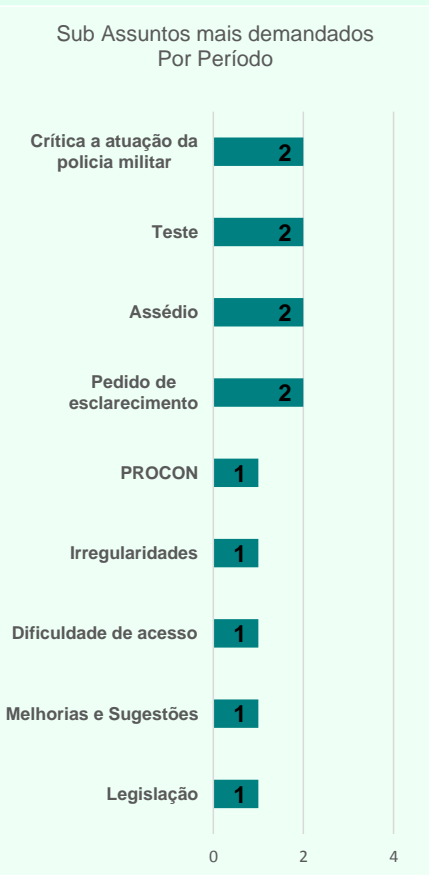 Sub Assuntos mais demandados
Por Período
Crítica a atuação da
policia militar
2
Teste
2
Assédio
2
Pedido de
esclarecimento
2
PROCON
1
Irregularidades
1
Dificuldade de acesso
1
Melhorias e Sugestões
1
Legislação
1
0 2 4